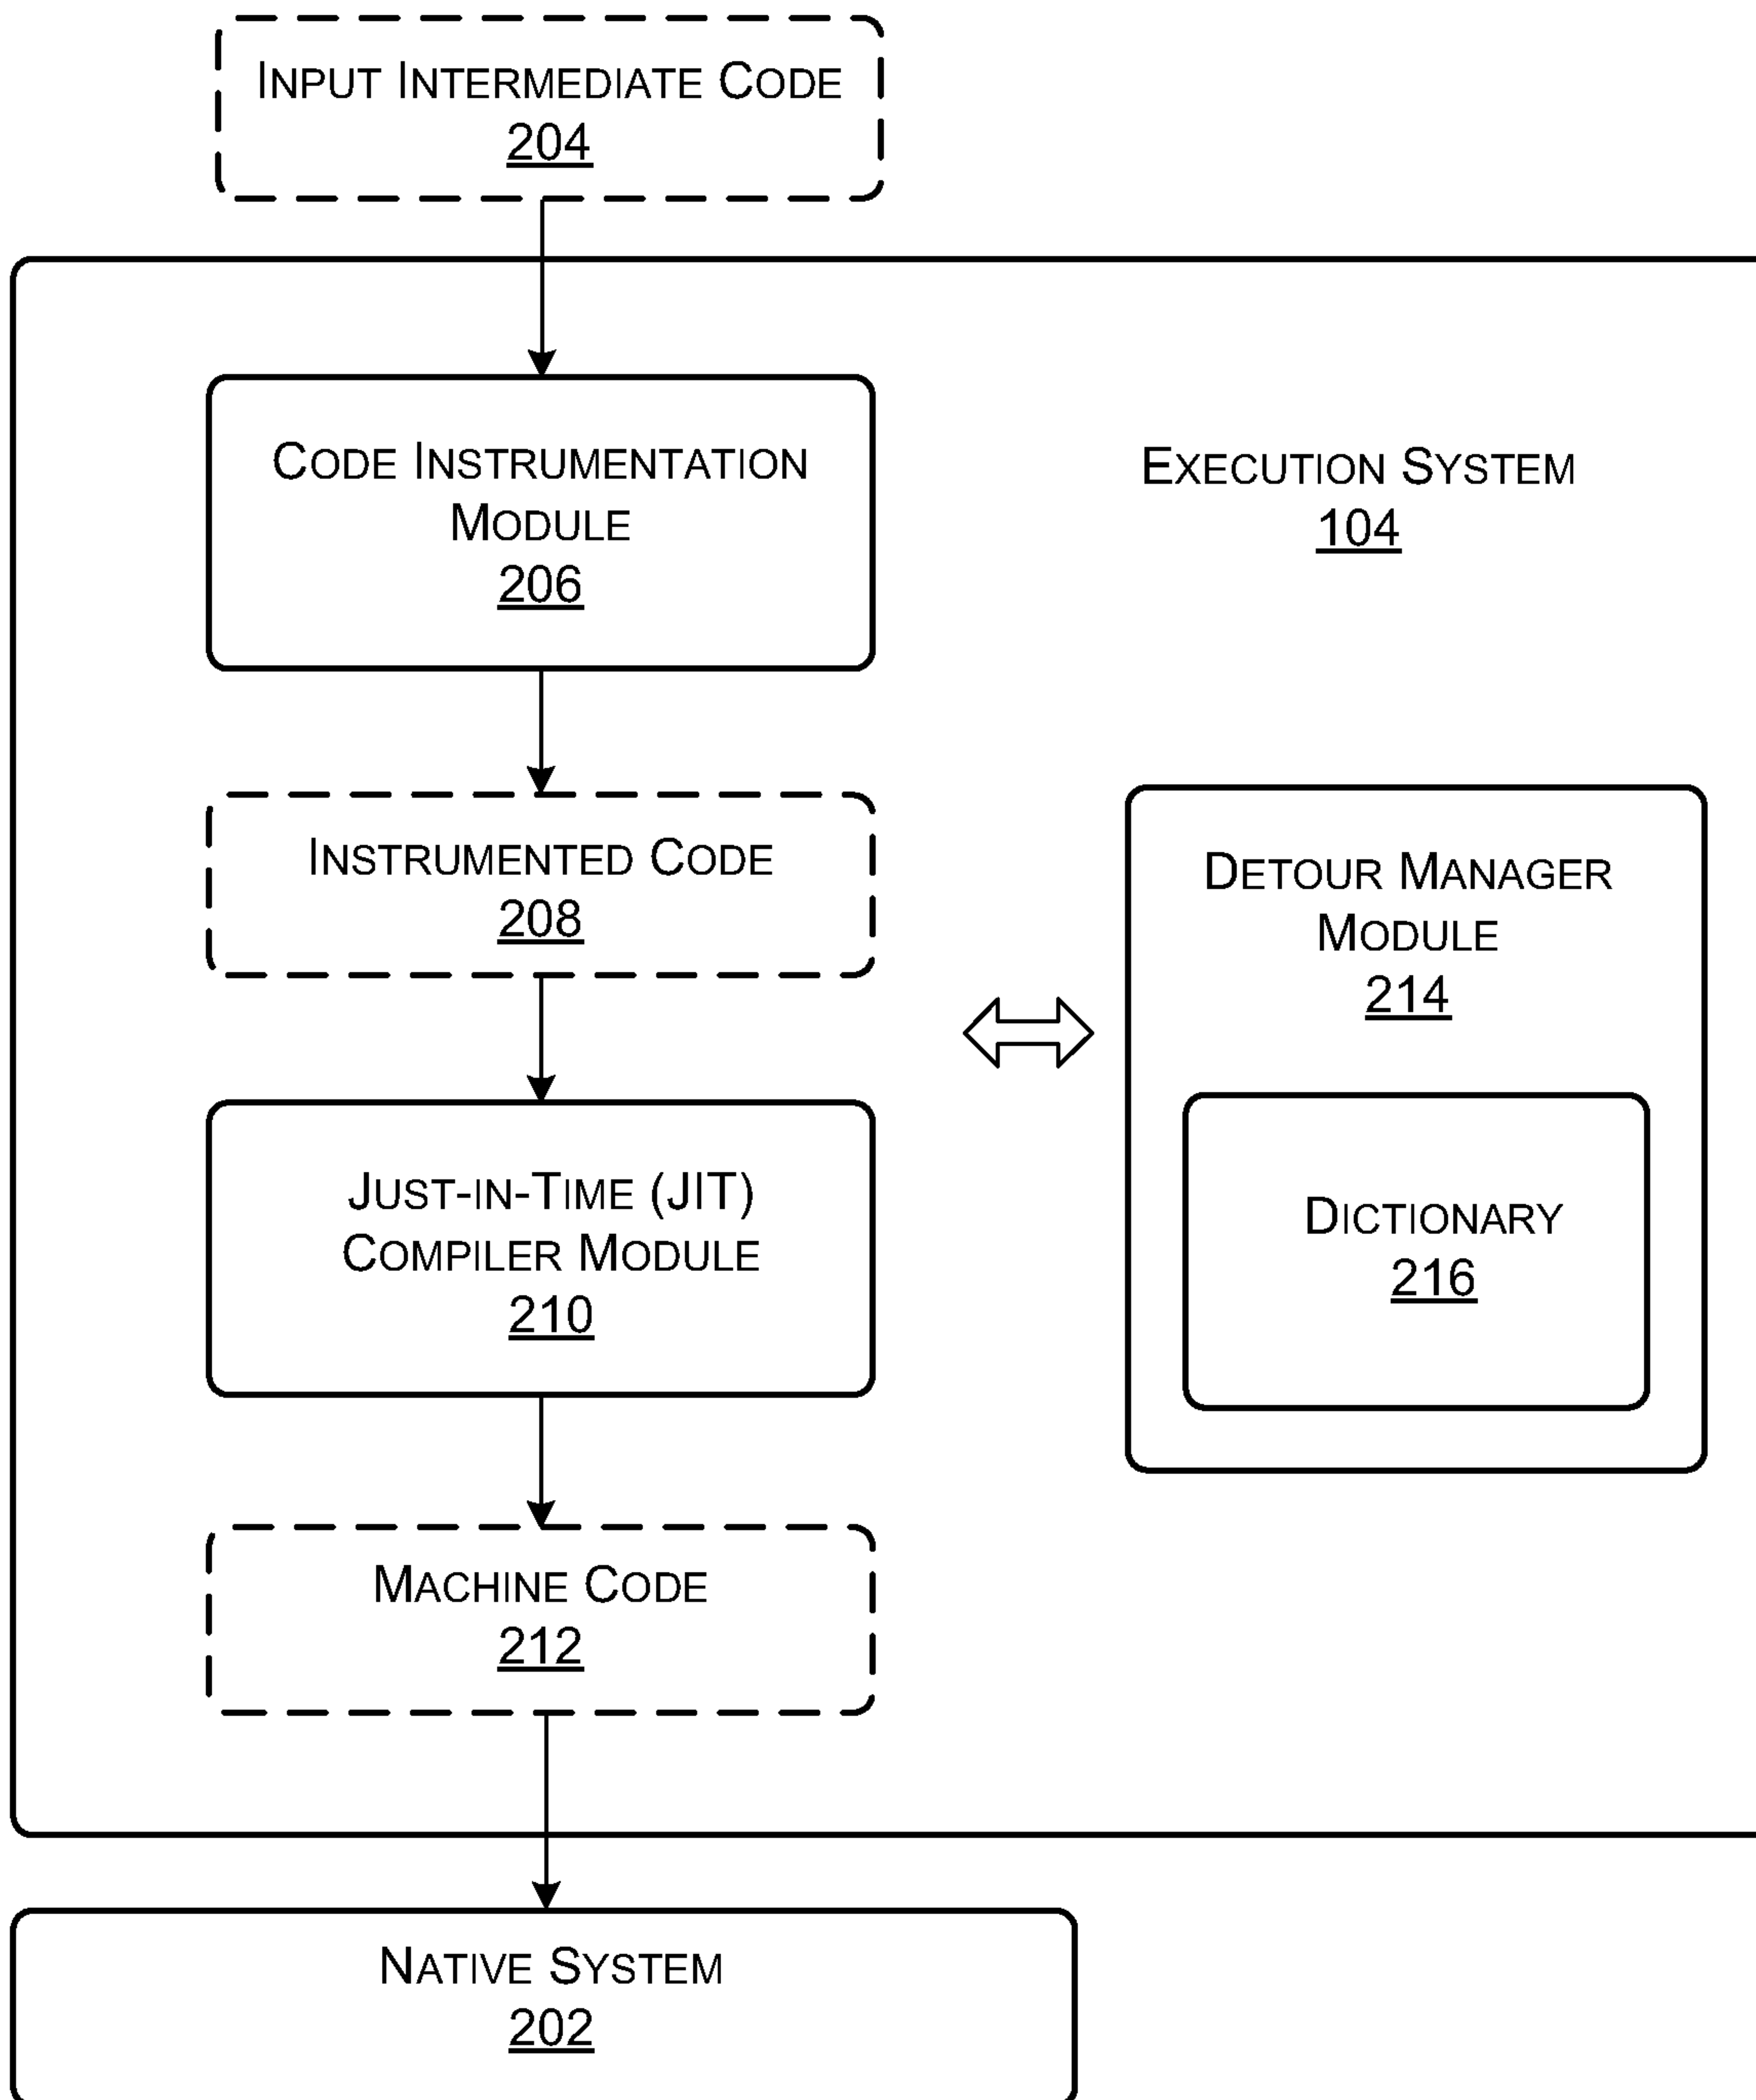 INPUT INTERMEDIATE CODE
204
CODE INSTRUMENTATION
MODULE
206
EXECUTION SYSTEM
104
INSTRUMENTED CODE
208
DETOUR MANAGER
MODULE
214
JUST-IN-TIME (JIT)
COMPILER MODULE
210
DICTIONARY
216
MACHINE CODE
212
NATIVE SYSTEM
202